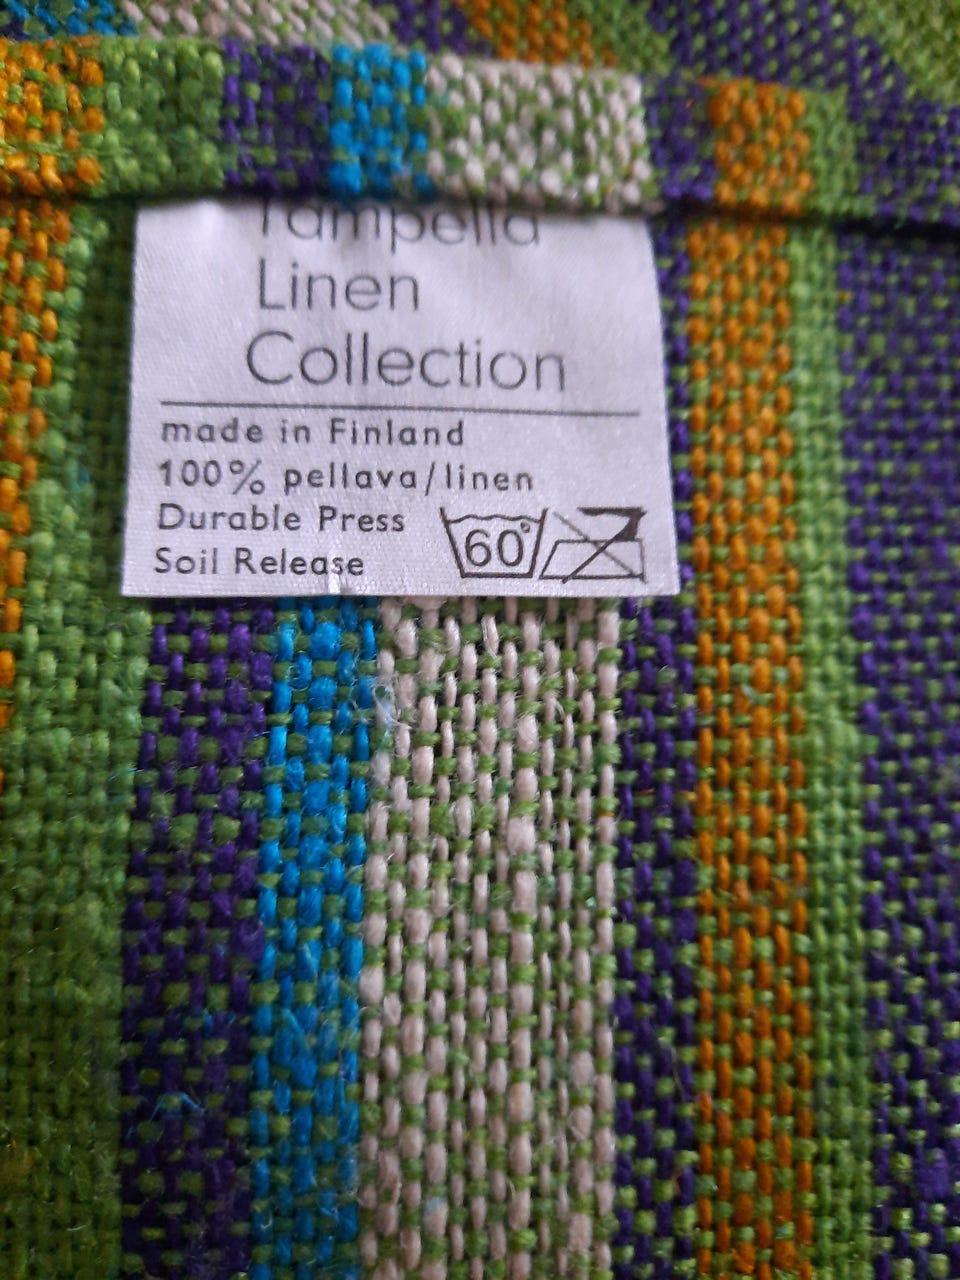 Tampella
Linen
Collection
made in Finland
100% pellava/linen
Durable Press
Soil Release
60°